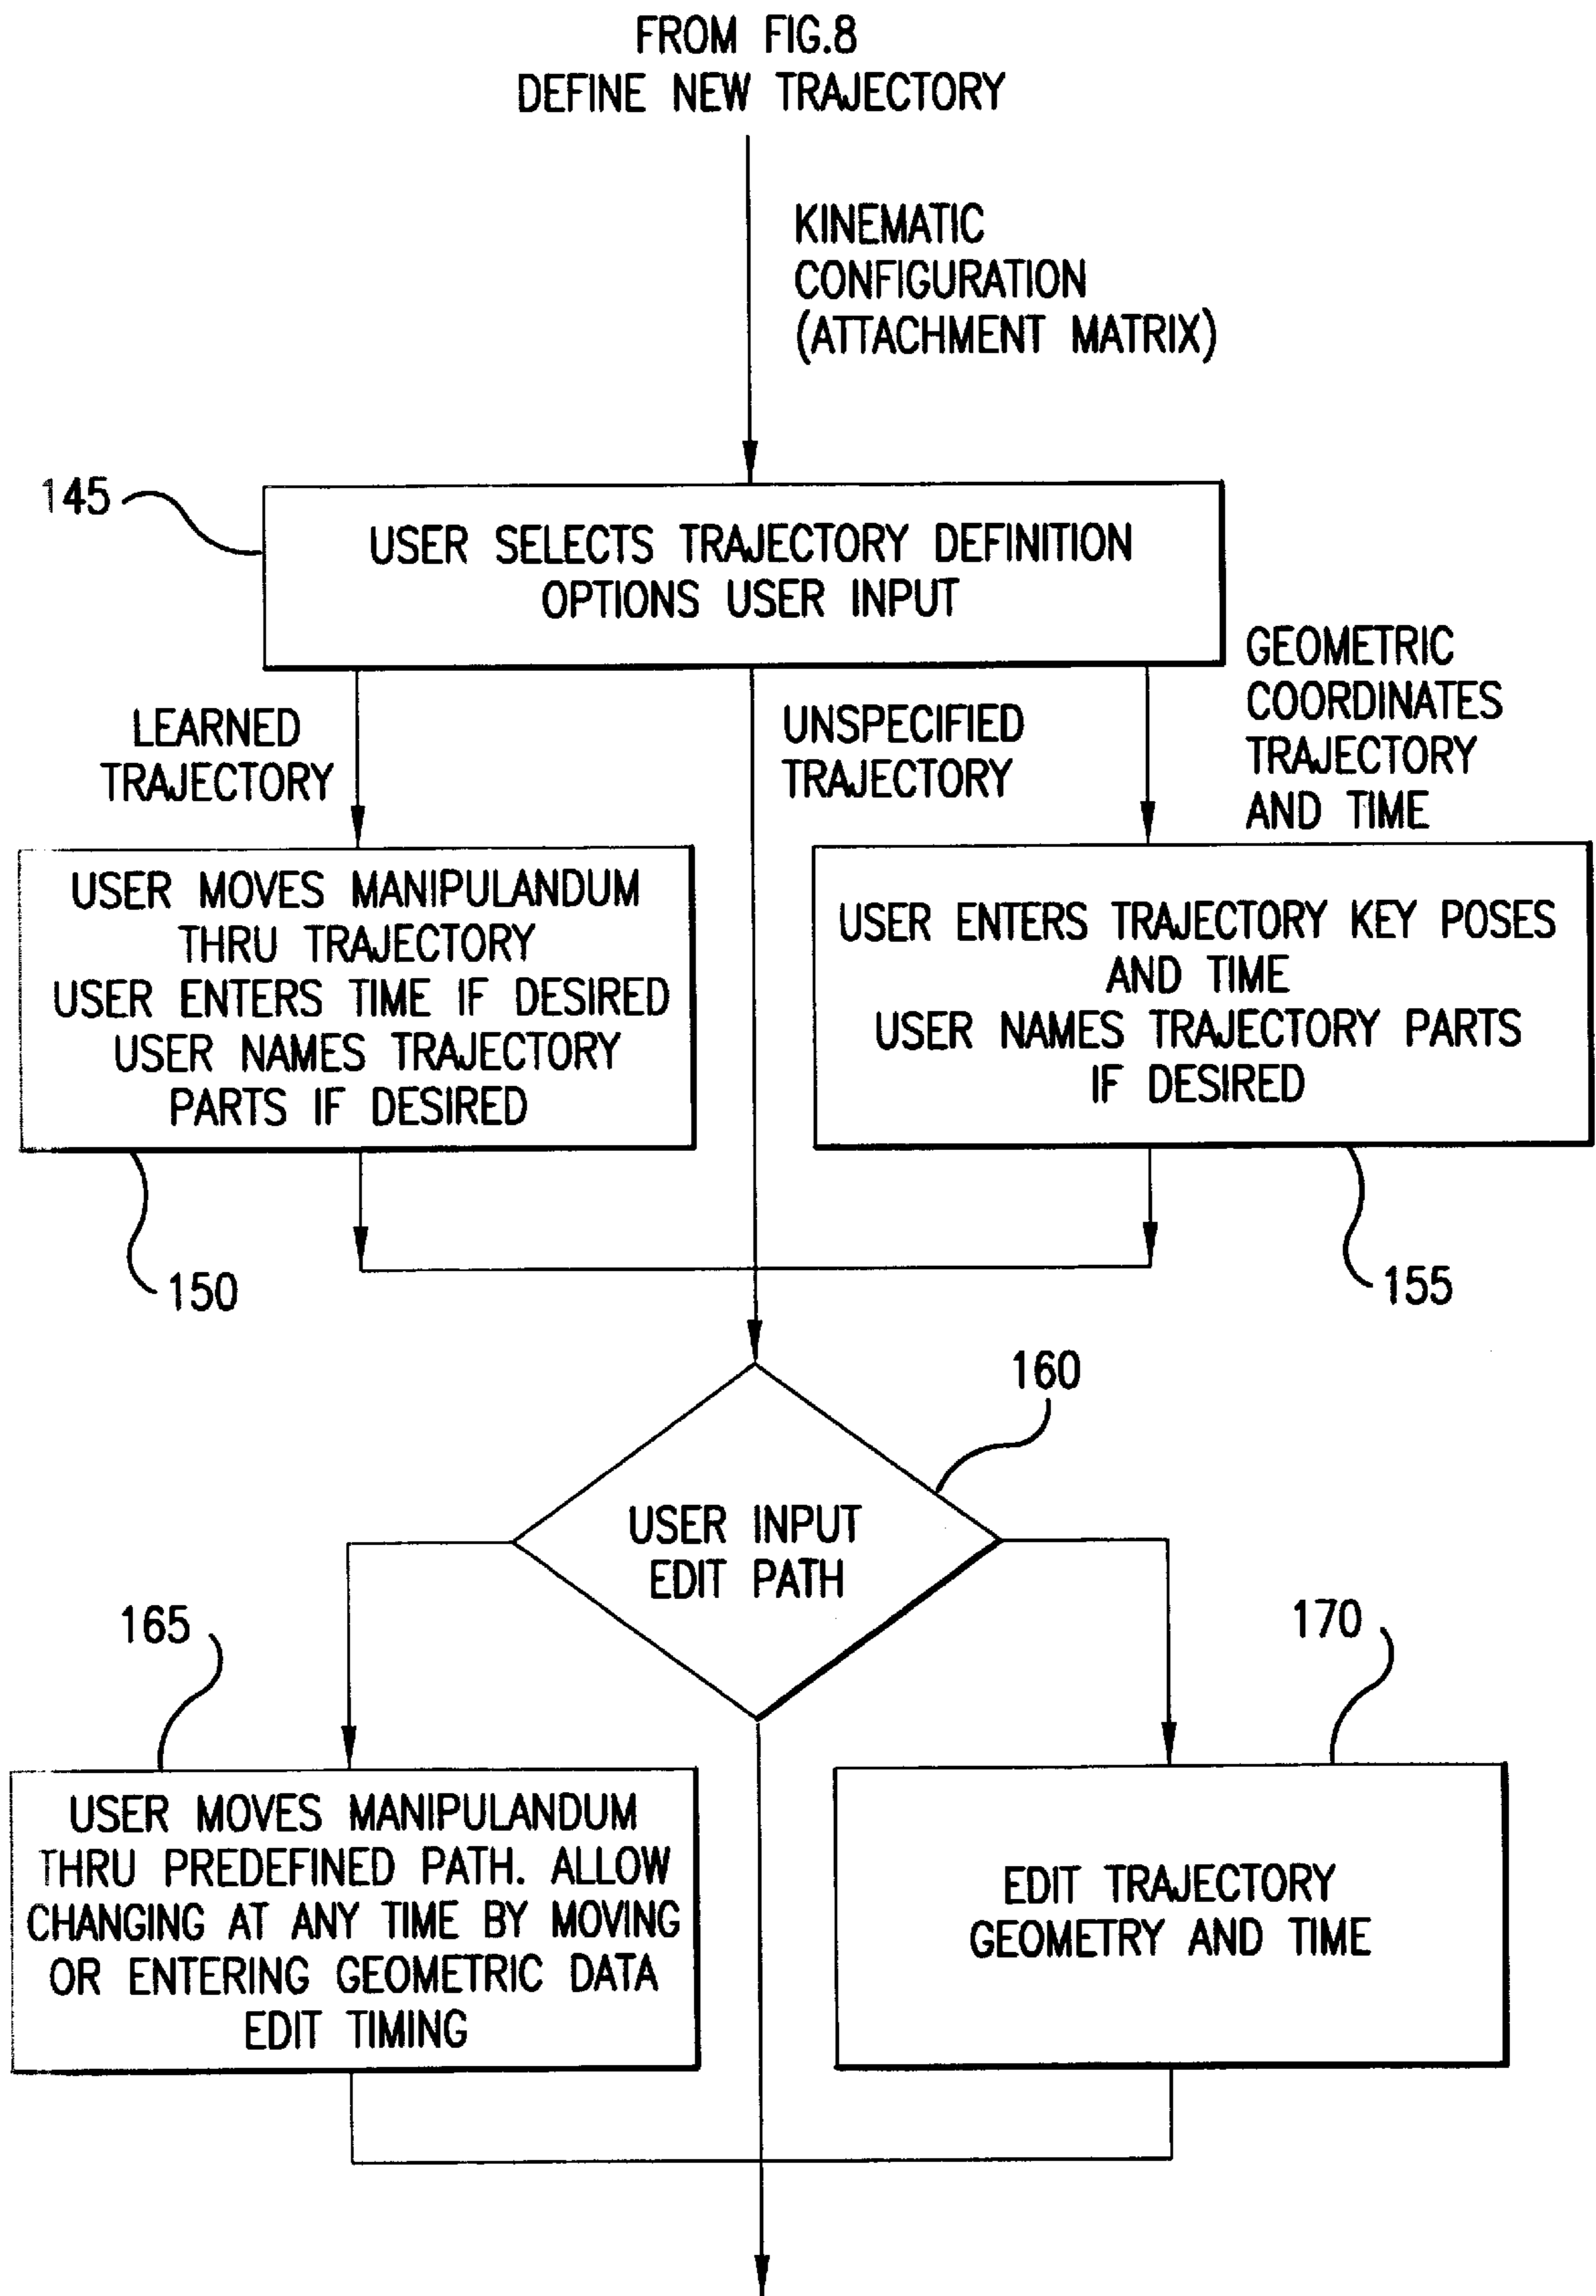 FROM FIG.8
DEFINE NEW TRAJECTORY
KINEMATIC
CONFIGURATION
(ATTACHMENT MATRIX)
145
USER SELECTS TRAJECTORY DEFINITION
OPTIONS USER INPUT
LEARNED
TRAJECTORY
UNSPECIFIED
TRAJECTORY
GEOMETRIC
COORDINATES
TRAJECTORY
AND TIME
USER MOVES MANIPULANDUM
THRU TRAJECTORY
USER ENTERS TIME IF DESIRED
USER NAMES TRAJECTORY
PARTS IF DESIRED
150
USER ENTERS TRAJECTORY KEY POSES
AND TIME
USER NAMES TRAJECTORY PARTS
IF DESIRED
155
160
USER INPUT
EDIT PATH
165
USER MOVES MANIPULANDUM
THRU PREDEFINED PATH. ALLOW
CHANGING AT ANY TIME BY MOVING
OR ENTERING GEOMETRIC DATA
EDIT TIMING
170
EDIT TRAJECTORY
GEOMETRY AND TIME